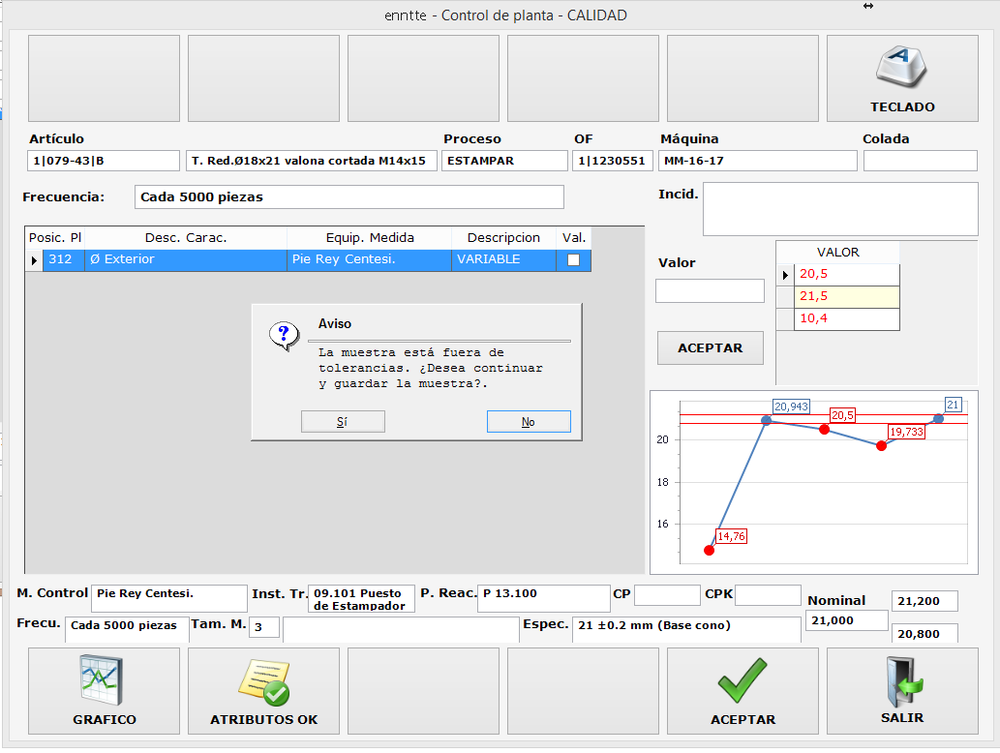 enntte - Control de planta - CALIDAD
TECLADO
Artículo
Proceso
OF
Máquina
Colada
1|079-43|B
T. Red.Ø18x21 valona cortada M14x15
ESTAMPAR
1|1230551
MM-16-17
Frecuencia:
Cada 5000 piezas
Incid.
Posic. Pl
Desc. Carac.
Equip. Medida
Descripcion
Val.
312
Ø Exterior
Pie Rey Centesi.
VARIABLE
Valor
ACEPTAR
VALOR
20,5
21,5
10,4
Aviso
La muestra está fuera de
tolerancias. ¿Desea continuar
y guardar la muestra?.
Sí
No
20,943
21
20,5
19,733
14,76
20
18
16
M. Control
Pie Rey Centesi.
Inst. Tr.
09.101 Puesto
de Estampador
P. Reac.
P 13.100
CP
CPK
Nominal
21,200
Frecu.
Cada 5000 piezas
Tam. M.
3
Espec.
21 ±0.2 mm (Base cono)
21,000
20,800
GRAFICO
ATRIBUTOS OK
ACEPTAR
SALIR